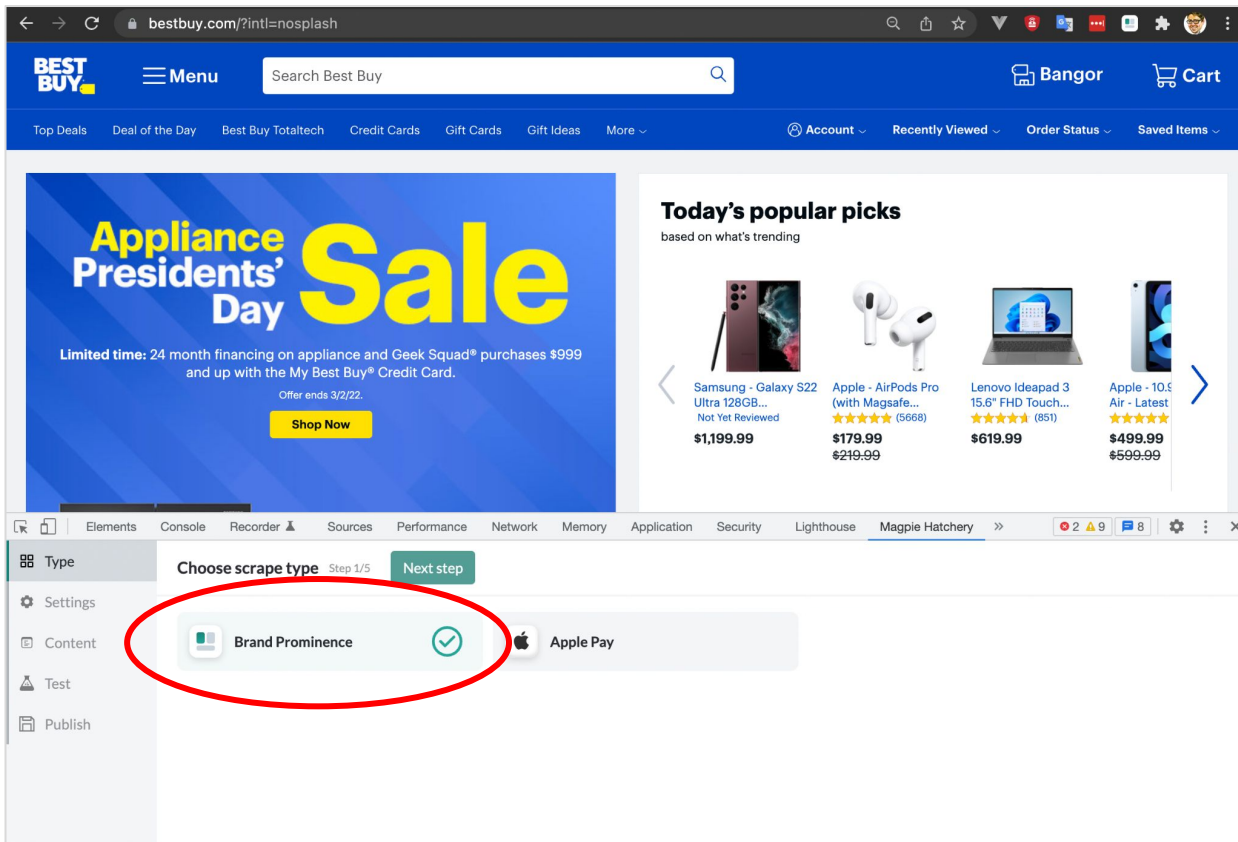 bestbuy.com/?intl=nosplash
BEST
BUY
Menu
Search Best Buy
Bangor
Cart
Top Deals
Deal of the Day
Best Buy Totaltech
Credit Cards
Gift Cards
Gift Ideas
More
Account
Recently Viewed
Order Status
Saved Items
Appliance
Presidents'
Day
Sale
Limited time: 24 month financing on appliance and Geek Squad® purchases $999
and up with the My Best Buy® Credit Card.
Offer ends 3/2/22.
Shop Now
Today's popular picks
based on what's trending
Samsung - Galaxy S22
Ultra 128GB...
Not Yet Reviewed
$1,199.99
Apple - AirPods Pro
(with Magsafe...
(5668)
$179.99
$219.99
Lenovo Ideapad 3
15.6" FHD Touch...
(851)
$619.99
Apple - 10.9
Air - Latest
$499.99
$599.99
Elements
Console
Recorder
Sources
Performance
Network
Memory
Application
Security
Lighthouse
Magpie Hatchery
»
2
9
8
Type
Settings
Content
Test
Publish
Choose scrape type
Step 1/5
Next step
Brand Prominence
Apple Pay